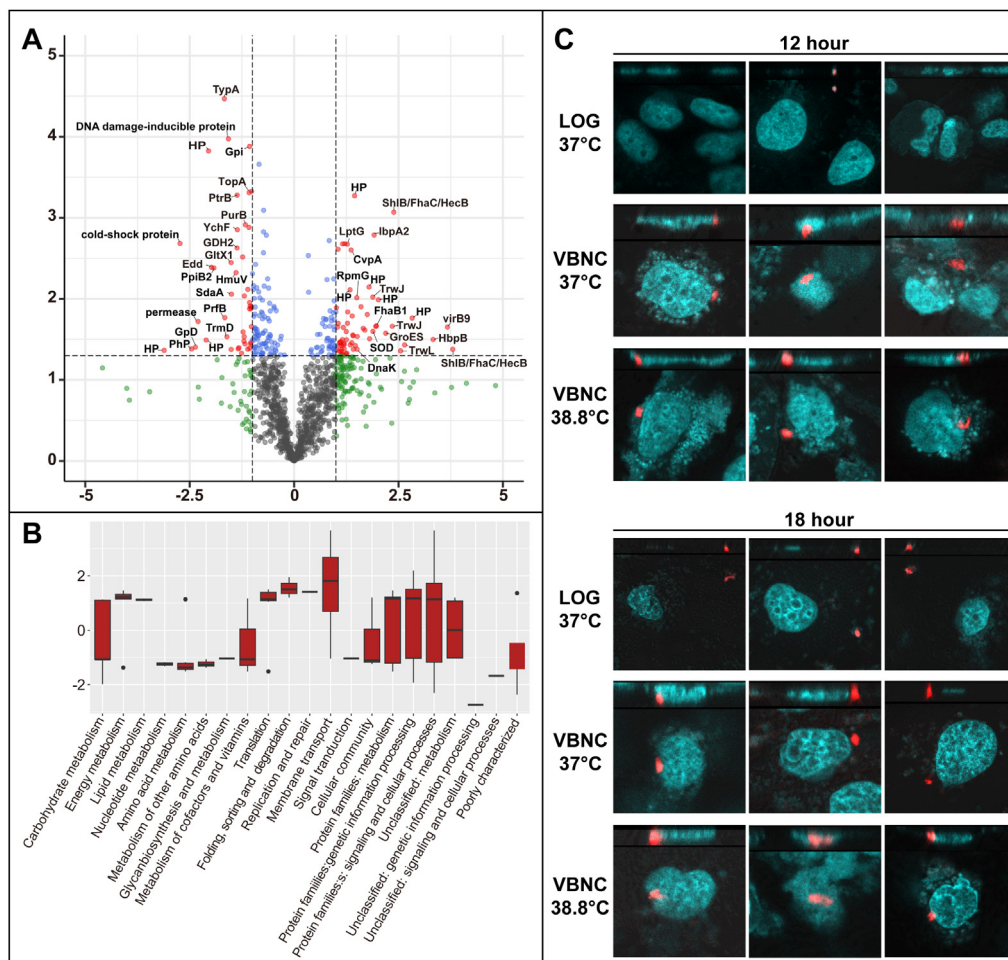 A
5
4
3
2
1
0
-5
-2.5
0
2.5
5
TypA
DNA damage-inducible protein
HP
Gpi
TopA
PtrB
PurB
YchF
cold-shock protein
GDH2
GltX1
Edd
PpiB2
HmuV
SdaA
PrfB
permease
TrmD
GpD
PhP
HP
HP
HP
ShlB/FhaC/HecB
LptG
IbpA2
CvpA
RpmG
HP
TrwJ
HP
HP
FhaB1
HP
virB9
TrwJ
GroES
HbpB
SOD
TrwL
DnaK
ShlB/FhaC/HecB
B
2
0
-2
Carbohydrate metabolism
Energy metabolism
Lipid metabolism
Nucleotide metabolism
Amino acid metabolism
Metabolism of other amino acids
Glycanbiosynthesis and metabolism
Metabolism of cofactors and vitamins
Translation
Folding, sorting and degradation
Replication and repair
Membrane transport
Signal transduction
Cellular community
Protein families: metabolism
Protein families:genetic information processing
Protein families:s: signaling and cellular processes
Unclassified: metabolism
Unclassified: genetic information processing
Unclassified: signaling and cellular processes
Poorly characterized
C
12 hour
LOG
37°C
VBNC
37°C
VBNC
38.8°C
18 hour
LOG
37°C
VBNC
37°C
VBNC
38.8°C